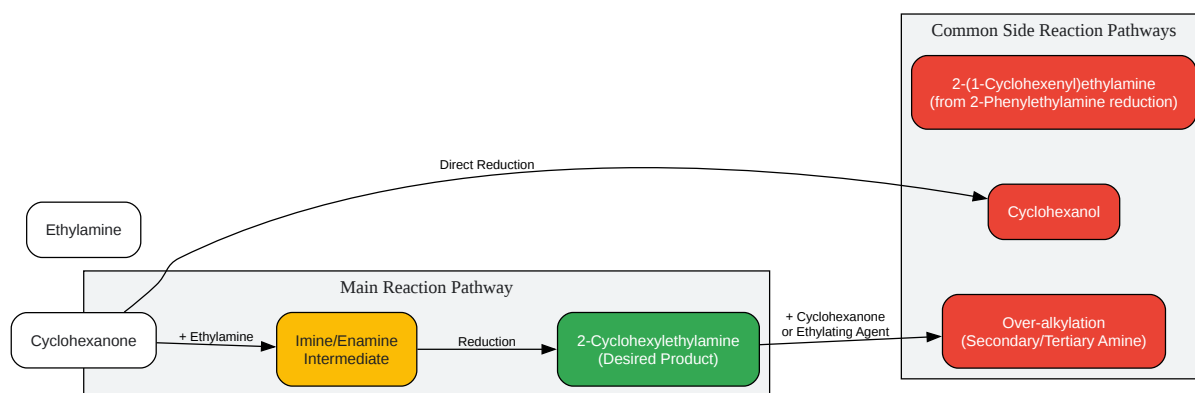 Common Side Reaction Pathways
2-(1-Cyclohexenyl)ethylamine
(from 2-Phenylethylamine reduction)
Direct Reduction
Cyclohexanol
Ethylamine
Main Reaction Pathway
Cyclohexanone
+ Ethylamine
Imine/Enamine
Intermediate
Reduction
2-Cyclohexylethylamine
(Desired Product)
+ Cyclohexanone
or Ethylating Agent
Over-alkylation
(Secondary/Tertiary Amine)